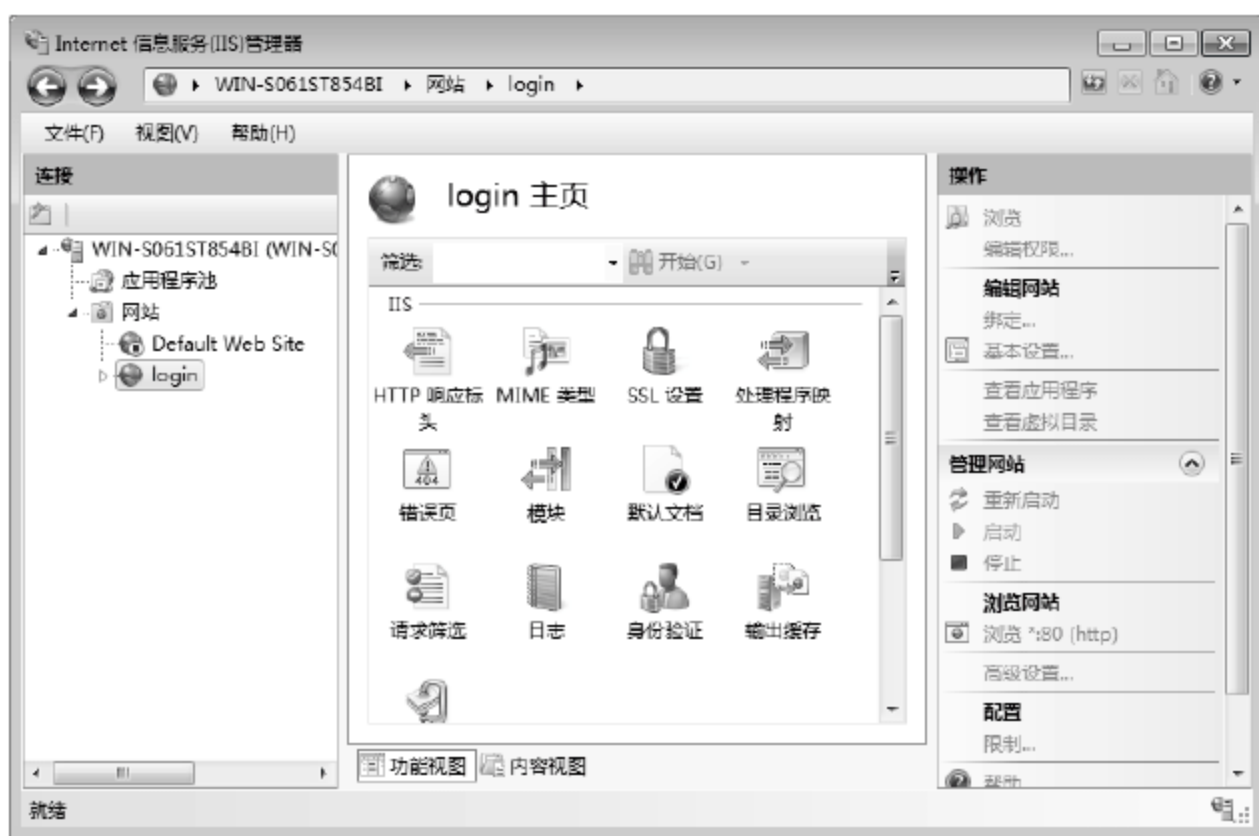 Internet 信息服务(IIS)管理器
WIN-S061ST854BI 网站 login
文件(F) 视图(V) 帮助(H)
连接
WIN-S061ST854BI (WIN-S0
应用程序池
网站
Default Web Site
login
login 主页
筛选: 开始(G)
IIS
HTTP 响应标头
MIME 类型
SSL 设置
处理程序映射
404
错误页
模块
默认文档
目录浏览
请求筛选
日志
身份验证
输出缓存
功能视图 内容视图
操作
浏览
编辑权限...
编辑网站
绑定...
基本设置...
查看应用程序
查看虚拟目录
管理网站
重新启动
启动
停止
浏览网站
浏览 *:80 (http)
高级设置...
配置
限制...
帮助
就绪